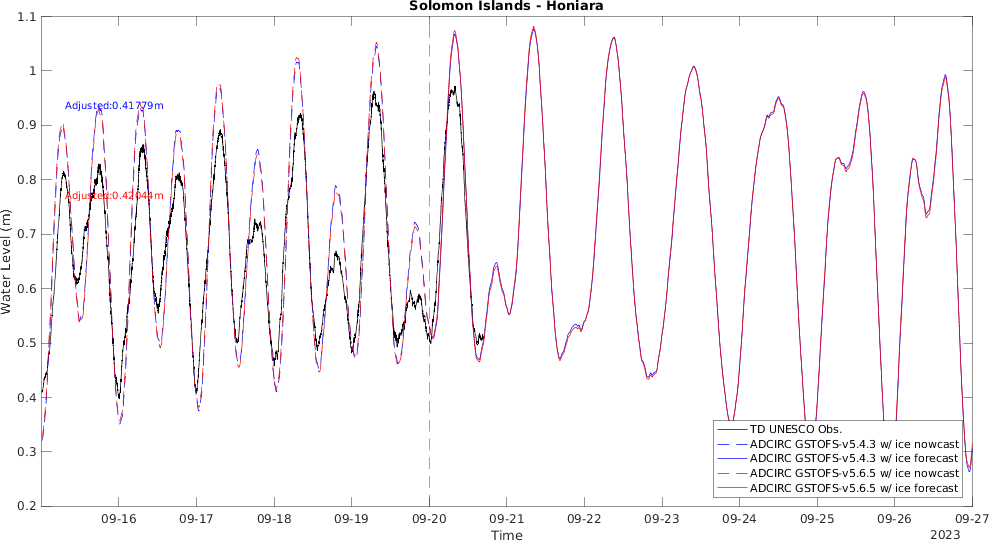 Solomon Islands - Honiara
1.1
1
0.9
0.8
0.7
0.6
0.5
0.4
0.3
0.2
Water Level (m)
Adjusted:0.41779m
Adjusted:0.42044m
TD UNESCO Obs.
ADCIRC GSTOFS-v5.4.3 w/ ice nowcast
ADCIRC GSTOFS-v5.4.3 w/ ice forecast
ADCIRC GSTOFS-v5.6.5 w/ ice nowcast
ADCIRC GSTOFS-v5.6.5 w/ ice forecast
09-16 09-17 09-18 09-19 09-20 09-21 09-22 09-23 09-24 09-25 09-26 09-27
Time
2023